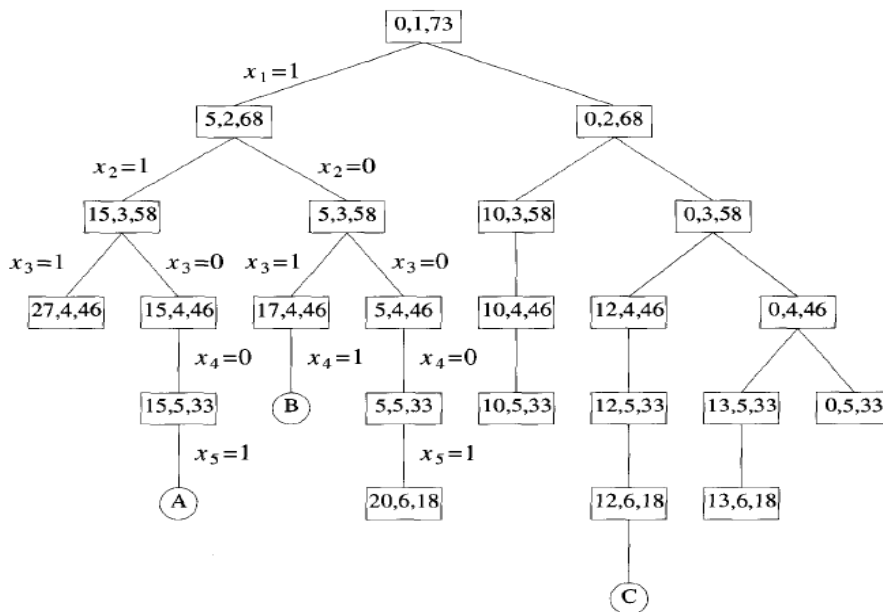 0,1,73
x₁=1
5,2,68
0,2,68
x₂=1
x₂=0
15,3,58
5,3,58
10,3,58
0,3,58
x₃=1
x₃=0
x₃=1
x₃=0
27,4,46
15,4,46
17,4,46
5,4,46
10,4,46
12,4,46
0,4,46
x₄=0
x₄=1
x₄=0
15,5,33
B
5,5,33
10,5,33
12,5,33
13,5,33
0,5,33
x₅=1
x₅=1
A
20,6,18
12,6,18
13,6,18
C